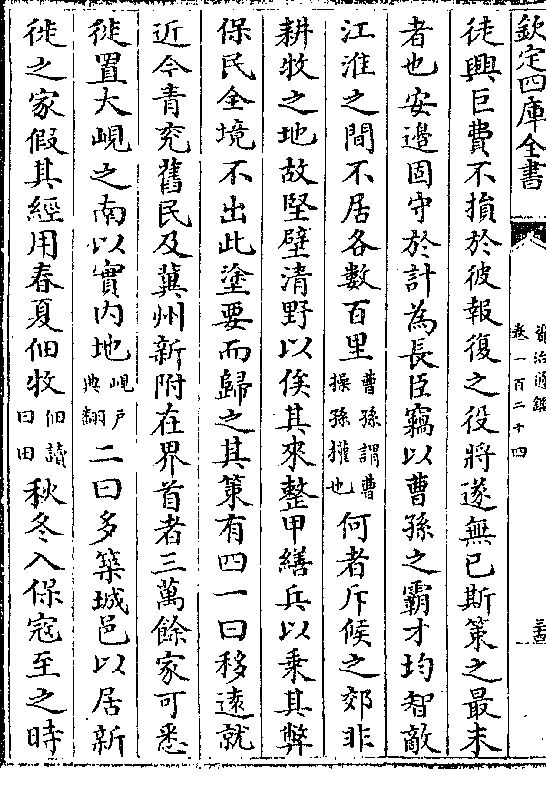 欽定四庫全書
資治通鑑
卷一百二十四
徒興巨費不損於彼報復之役將遂無已斯策之最末
者也安邊固守於計為長臣竊以曹孫之霸才均智敵
江淮之間不居各數百里曹孫謂曹操孫權也何者斥候之郊非
耕牧之地故堅壁清野以俟其來整甲繕兵以乘其弊
保民全境不出此塗要而歸之其策有四一曰移遠就
近今青兖舊民及冀州新附在界首者三萬餘家可悉
徙置大峴之南以實內地峴戶典翻二曰多築城邑以居新
徙之家假其經用春夏佃牧佃讀曰田秋冬入保寇至之時